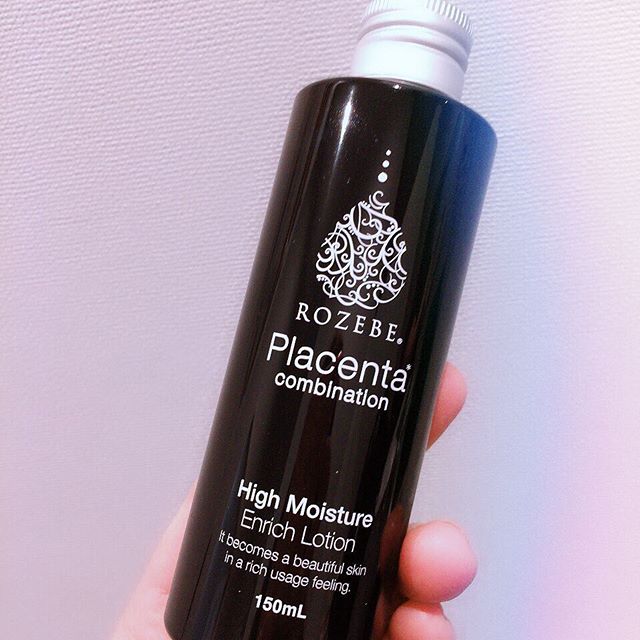 ROZEBE®
Placenta*
combination
High Moisture
Enrich Lotion
It becomes a beautiful skin
in a rich usage feeling.
150mL